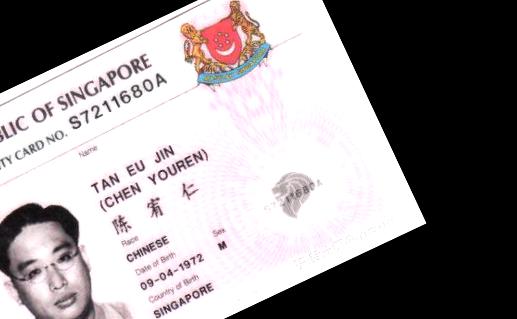 BLIC OF SINGAPORE
TY CARD NO. S7211680A
Name
TAN EU JIN
(CHEN YOUREN)
陈宥仁
Race
CHINESE
Date of Birth Sex
09-04-1972 M
Country of Birth
SINGAPORE
S7211680A